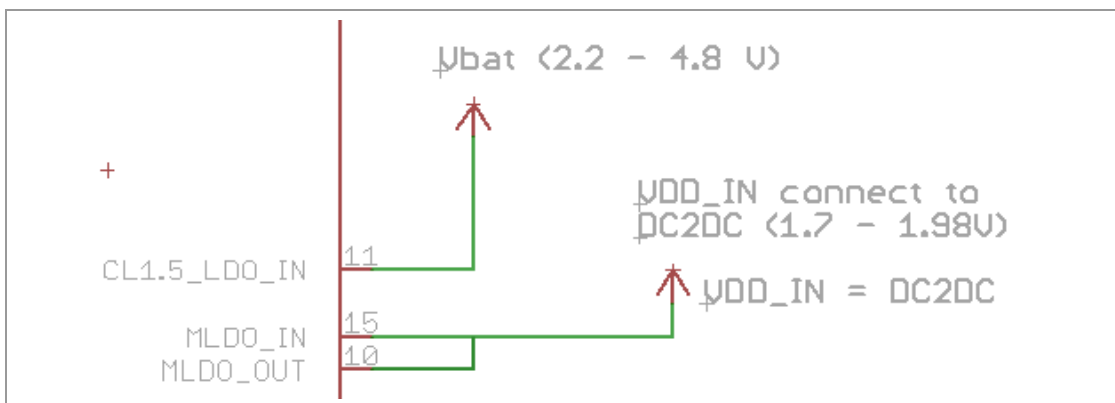 Vbat (2.2 - 4.8 V)
VDD_IN connect to
DC2DC (1.7 - 1.98V)
VDD_IN = DC2DC
CL1.5_LDO_IN 11
MLDO_IN 15
MLDO_OUT 10